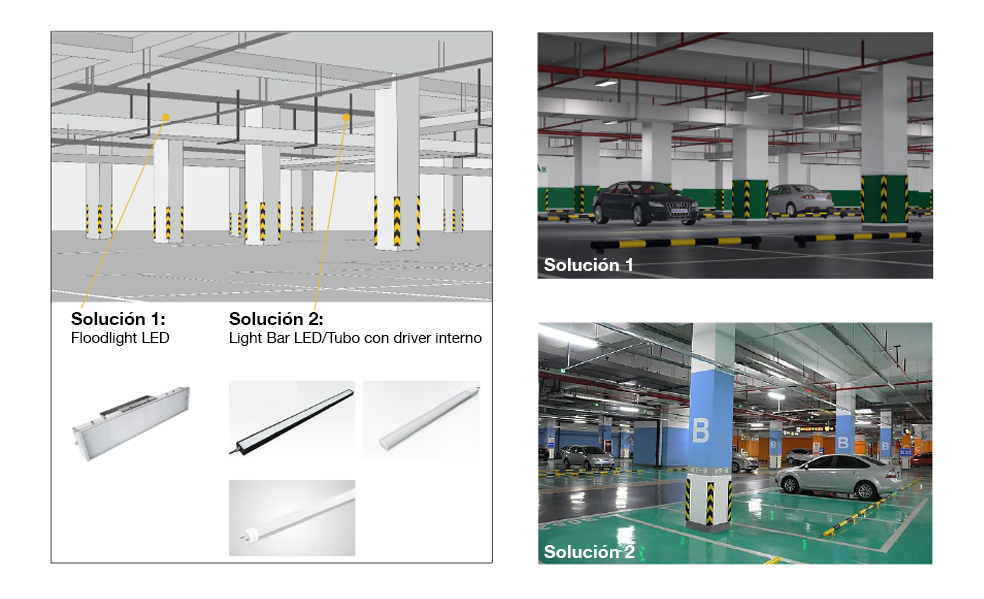 Solución 1:
Floodlight LED
Solución 2:
Light Bar LED/Tubo con driver interno
Solución 1
B
B
B
B
Solución 2